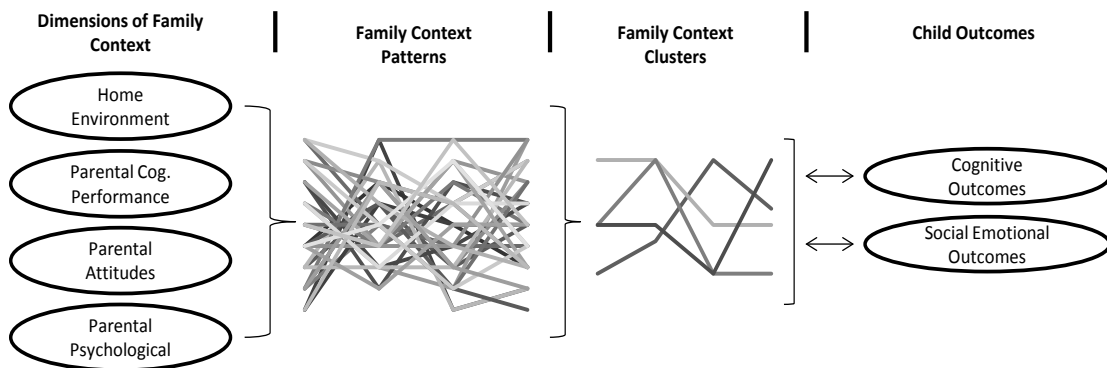 Dimensions of Family
Context
Family Context
Patterns
Family Context
Clusters
Child Outcomes
Home
Environment
Parental Cog.
Performance
Parental
Attitudes
Parental
Psychological
Cognitive
Outcomes
Social Emotional
Outcomes